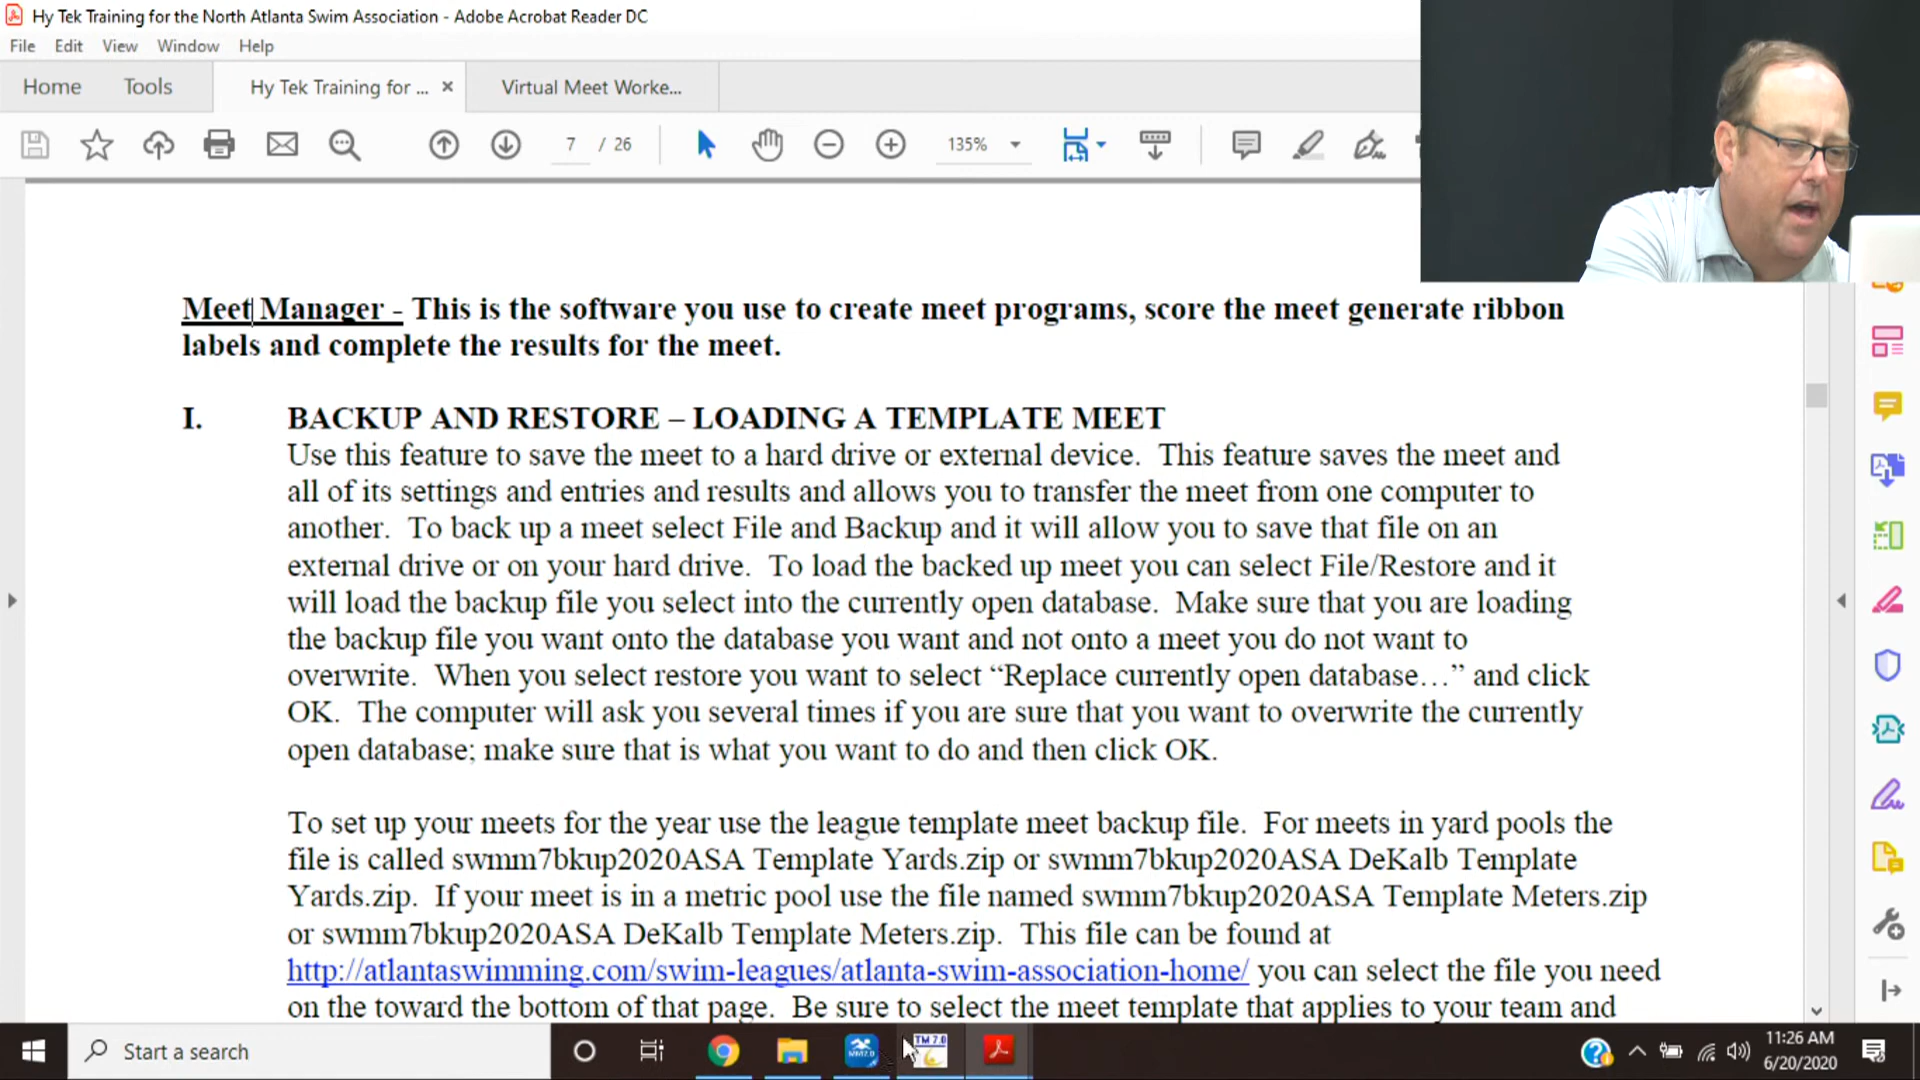 Hy Tek Training for the North Atlanta Swim Association - Adobe Acrobat Reader DC
File Edit View Window Help
Home Tools Hy Tek Training for ... × Virtual Meet Worke...
7 / 26 135%
Meet Manager - This is the software you use to create meet programs, score the meet generate ribbon
labels and complete the results for the meet.
I. BACKUP AND RESTORE – LOADING A TEMPLATE MEET
Use this feature to save the meet to a hard drive or external device. This feature saves the meet and
all of its settings and entries and results and allows you to transfer the meet from one computer to
another. To back up a meet select File and Backup and it will allow you to save that file on an
external drive or on your hard drive. To load the backed up meet you can select File/Restore and it
will load the backup file you select into the currently open database. Make sure that you are loading
the backup file you want onto the database you want and not onto a meet you do not want to
overwrite. When you select restore you want to select “Replace currently open database…” and click
OK. The computer will ask you several times if you are sure that you want to overwrite the currently
open database; make sure that is what you want to do and then click OK.
To set up your meets for the year use the league template meet backup file. For meets in yard pools the
file is called swmm7bkup2020ASA Template Yards.zip or swmm7bkup2020ASA DeKalb Template
Yards.zip. If your meet is in a metric pool use the file named swmm7bkup2020ASA Template Meters.zip
or swmm7bkup2020ASA DeKalb Template Meters.zip. This file can be found at
http://atlantaswimming.com/swim-leagues/atlanta-swim-association-home/ you can select the file you need
on the toward the bottom of that page. Be sure to select the meet template that applies to your team and
Start a search
TM 7.0
11:26 AM
6/20/2020